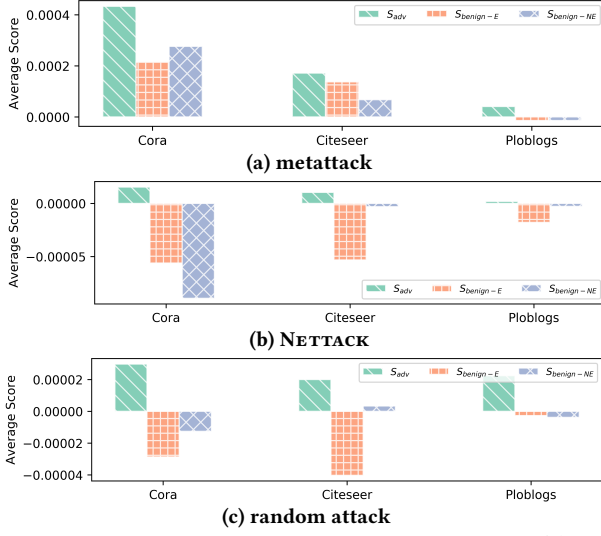 0.0004
0.0002
0.0000
Average Score
S_adv S_benign−E S_benign−NE
Cora Citeseer Ploblogs
(a) metattack
0.00000
−0.00005
Average Score
S_adv S_benign−E S_benign−NE
Cora Citeseer Ploblogs
(b) NETTACK
0.00002
0.00000
−0.00002
−0.00004
Average Score
S_adv S_benign−E S_benign−NE
Cora Citeseer Ploblogs
(c) random attack